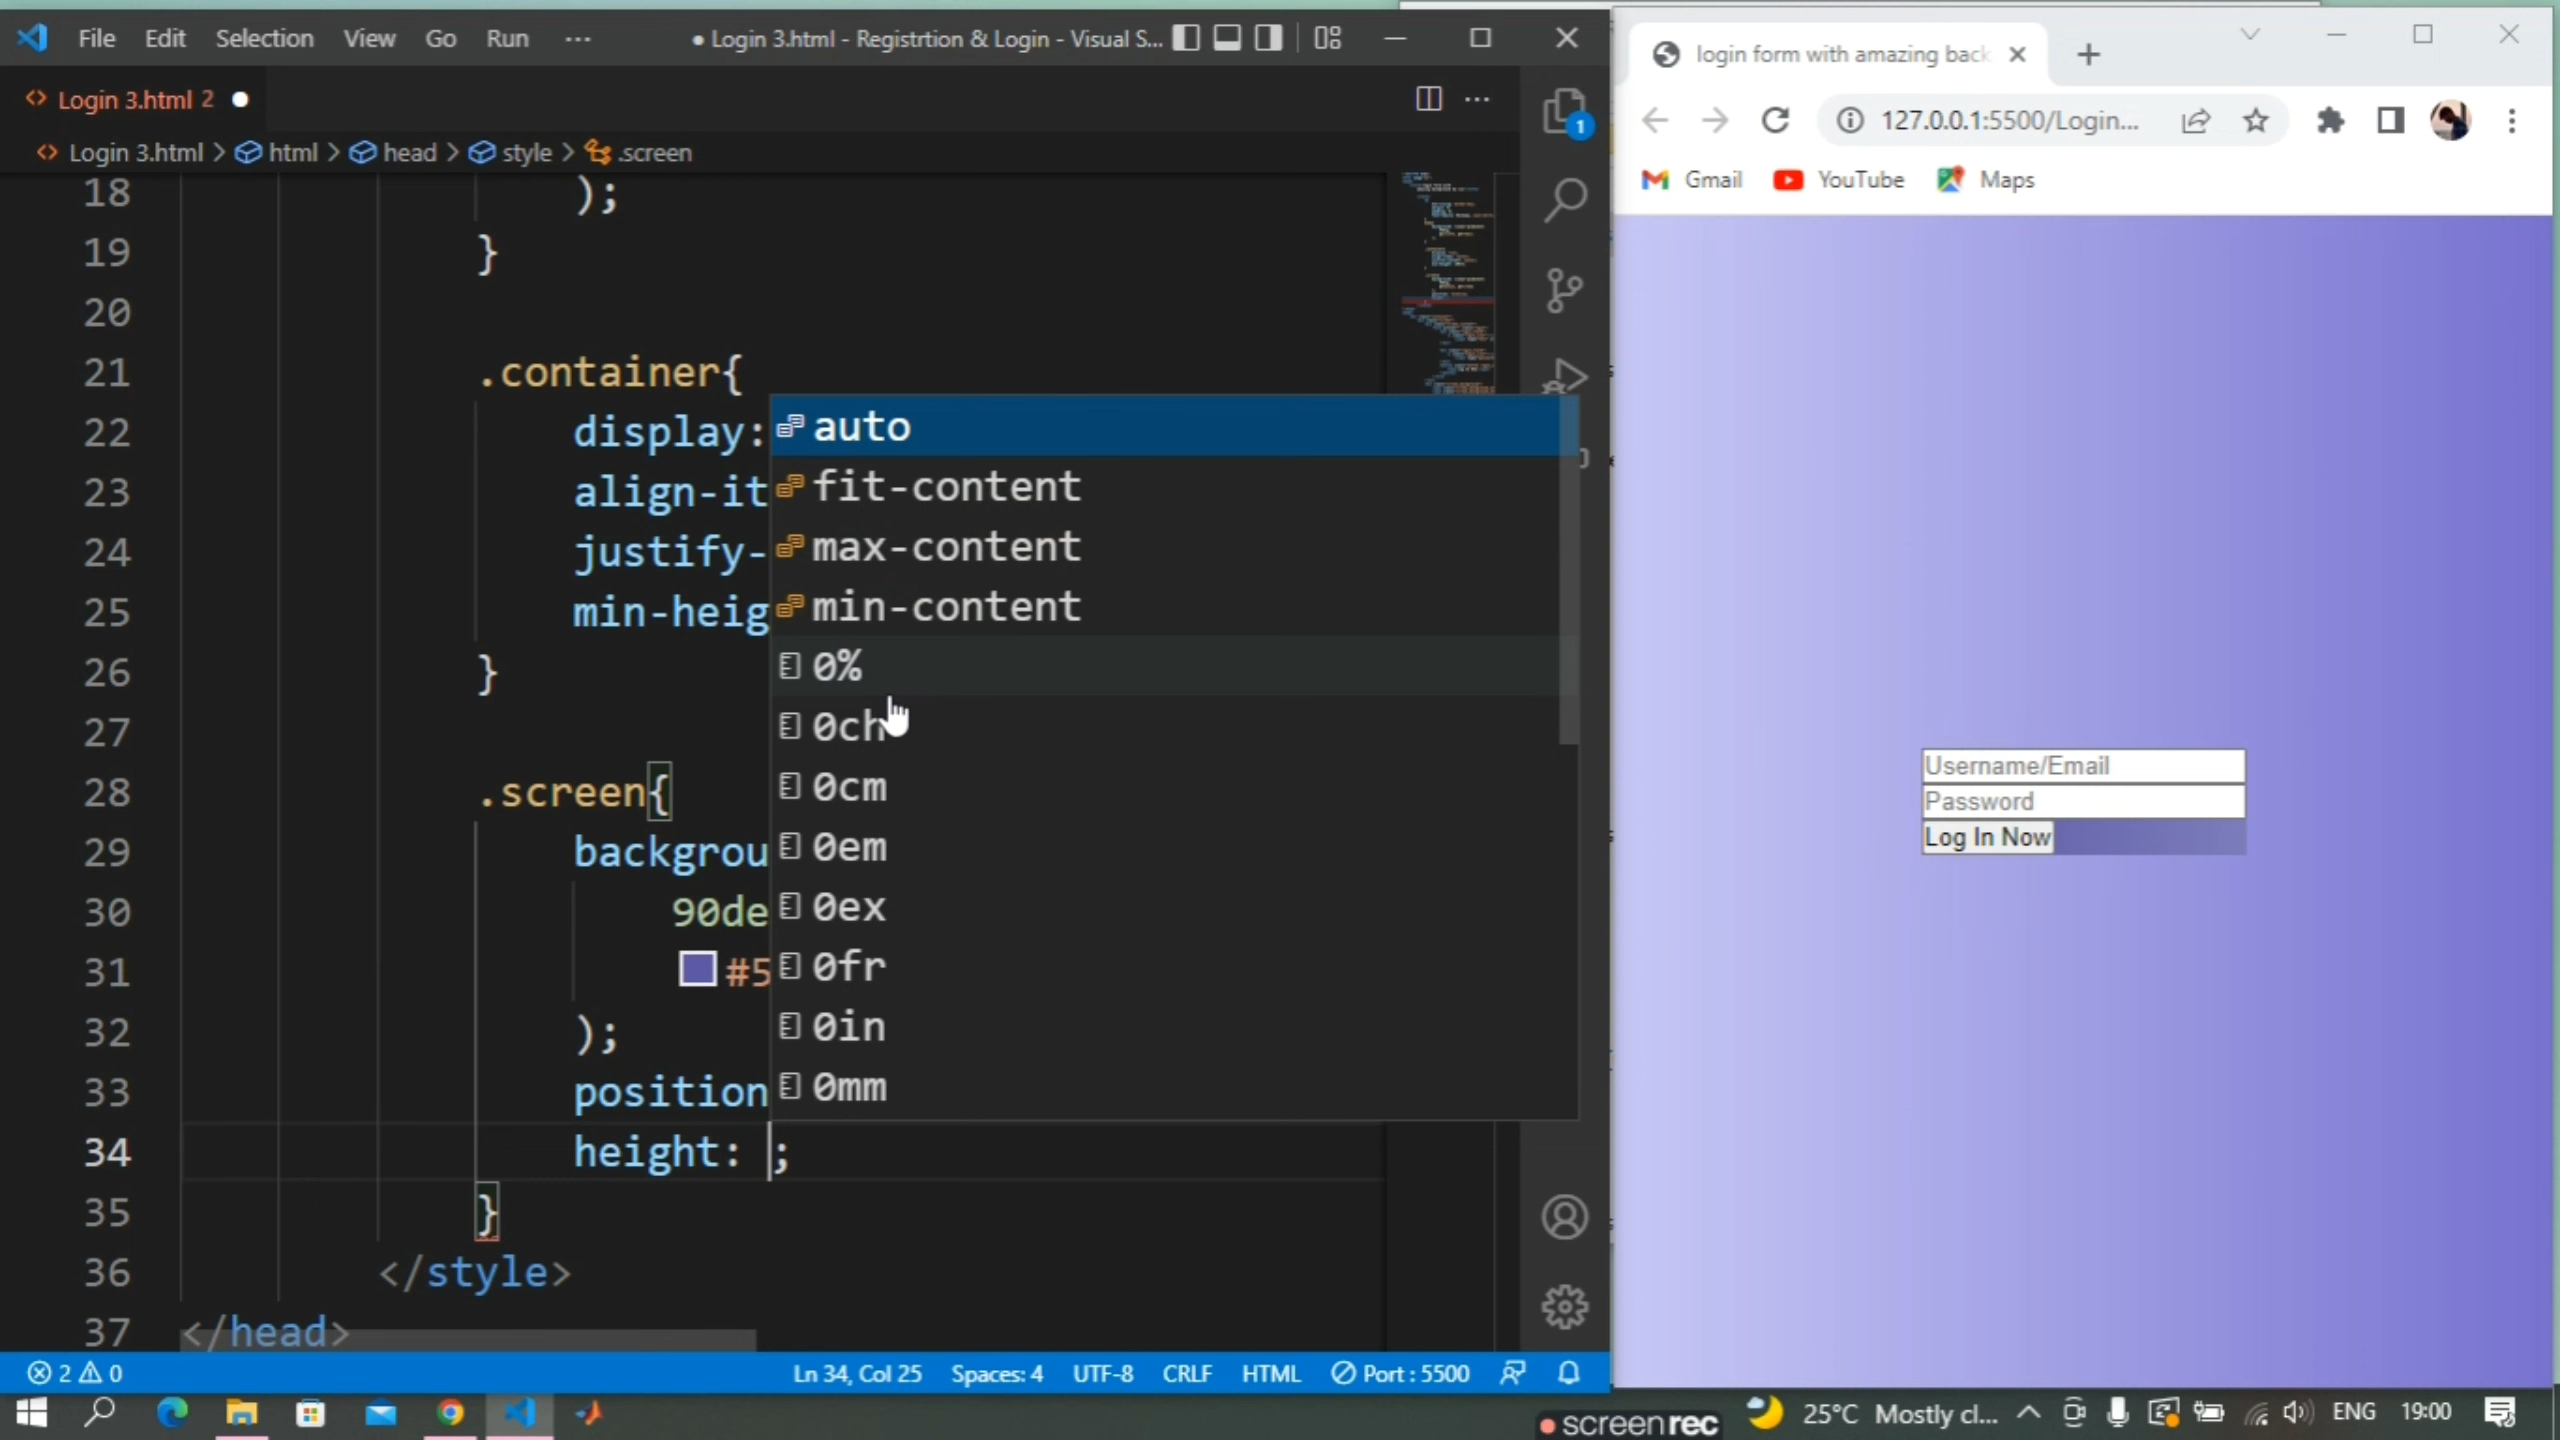 File Edit Selection View Go Run ··· ● Login 3.html - Registrtion & Login - Visual S...
Login 3.html 2 ●
Login 3.html > html > head > style > .screen
18 );
19 }
20
21 .container{
22 display:
23 align-it
24 justify-
25 min-heig
26 }
27
28 .screen{
29 backgrou
30 90de
31 #5
32 );
33 position
34 height: ;
35 }
36 </style>
37 </head>
auto
fit-content
max-content
min-content
0%
0ch
0cm
0em
0ex
0fr
0in
0mm
1
2 0 Ln 34, Col 25 Spaces: 4 UTF-8 CRLF HTML Port : 5500
login form with amazing back
127.0.0.1:5500/Login...
Gmail YouTube Maps
Username/Email
Password
Log In Now
screenrec 25°C Mostly cl... ENG 19:00